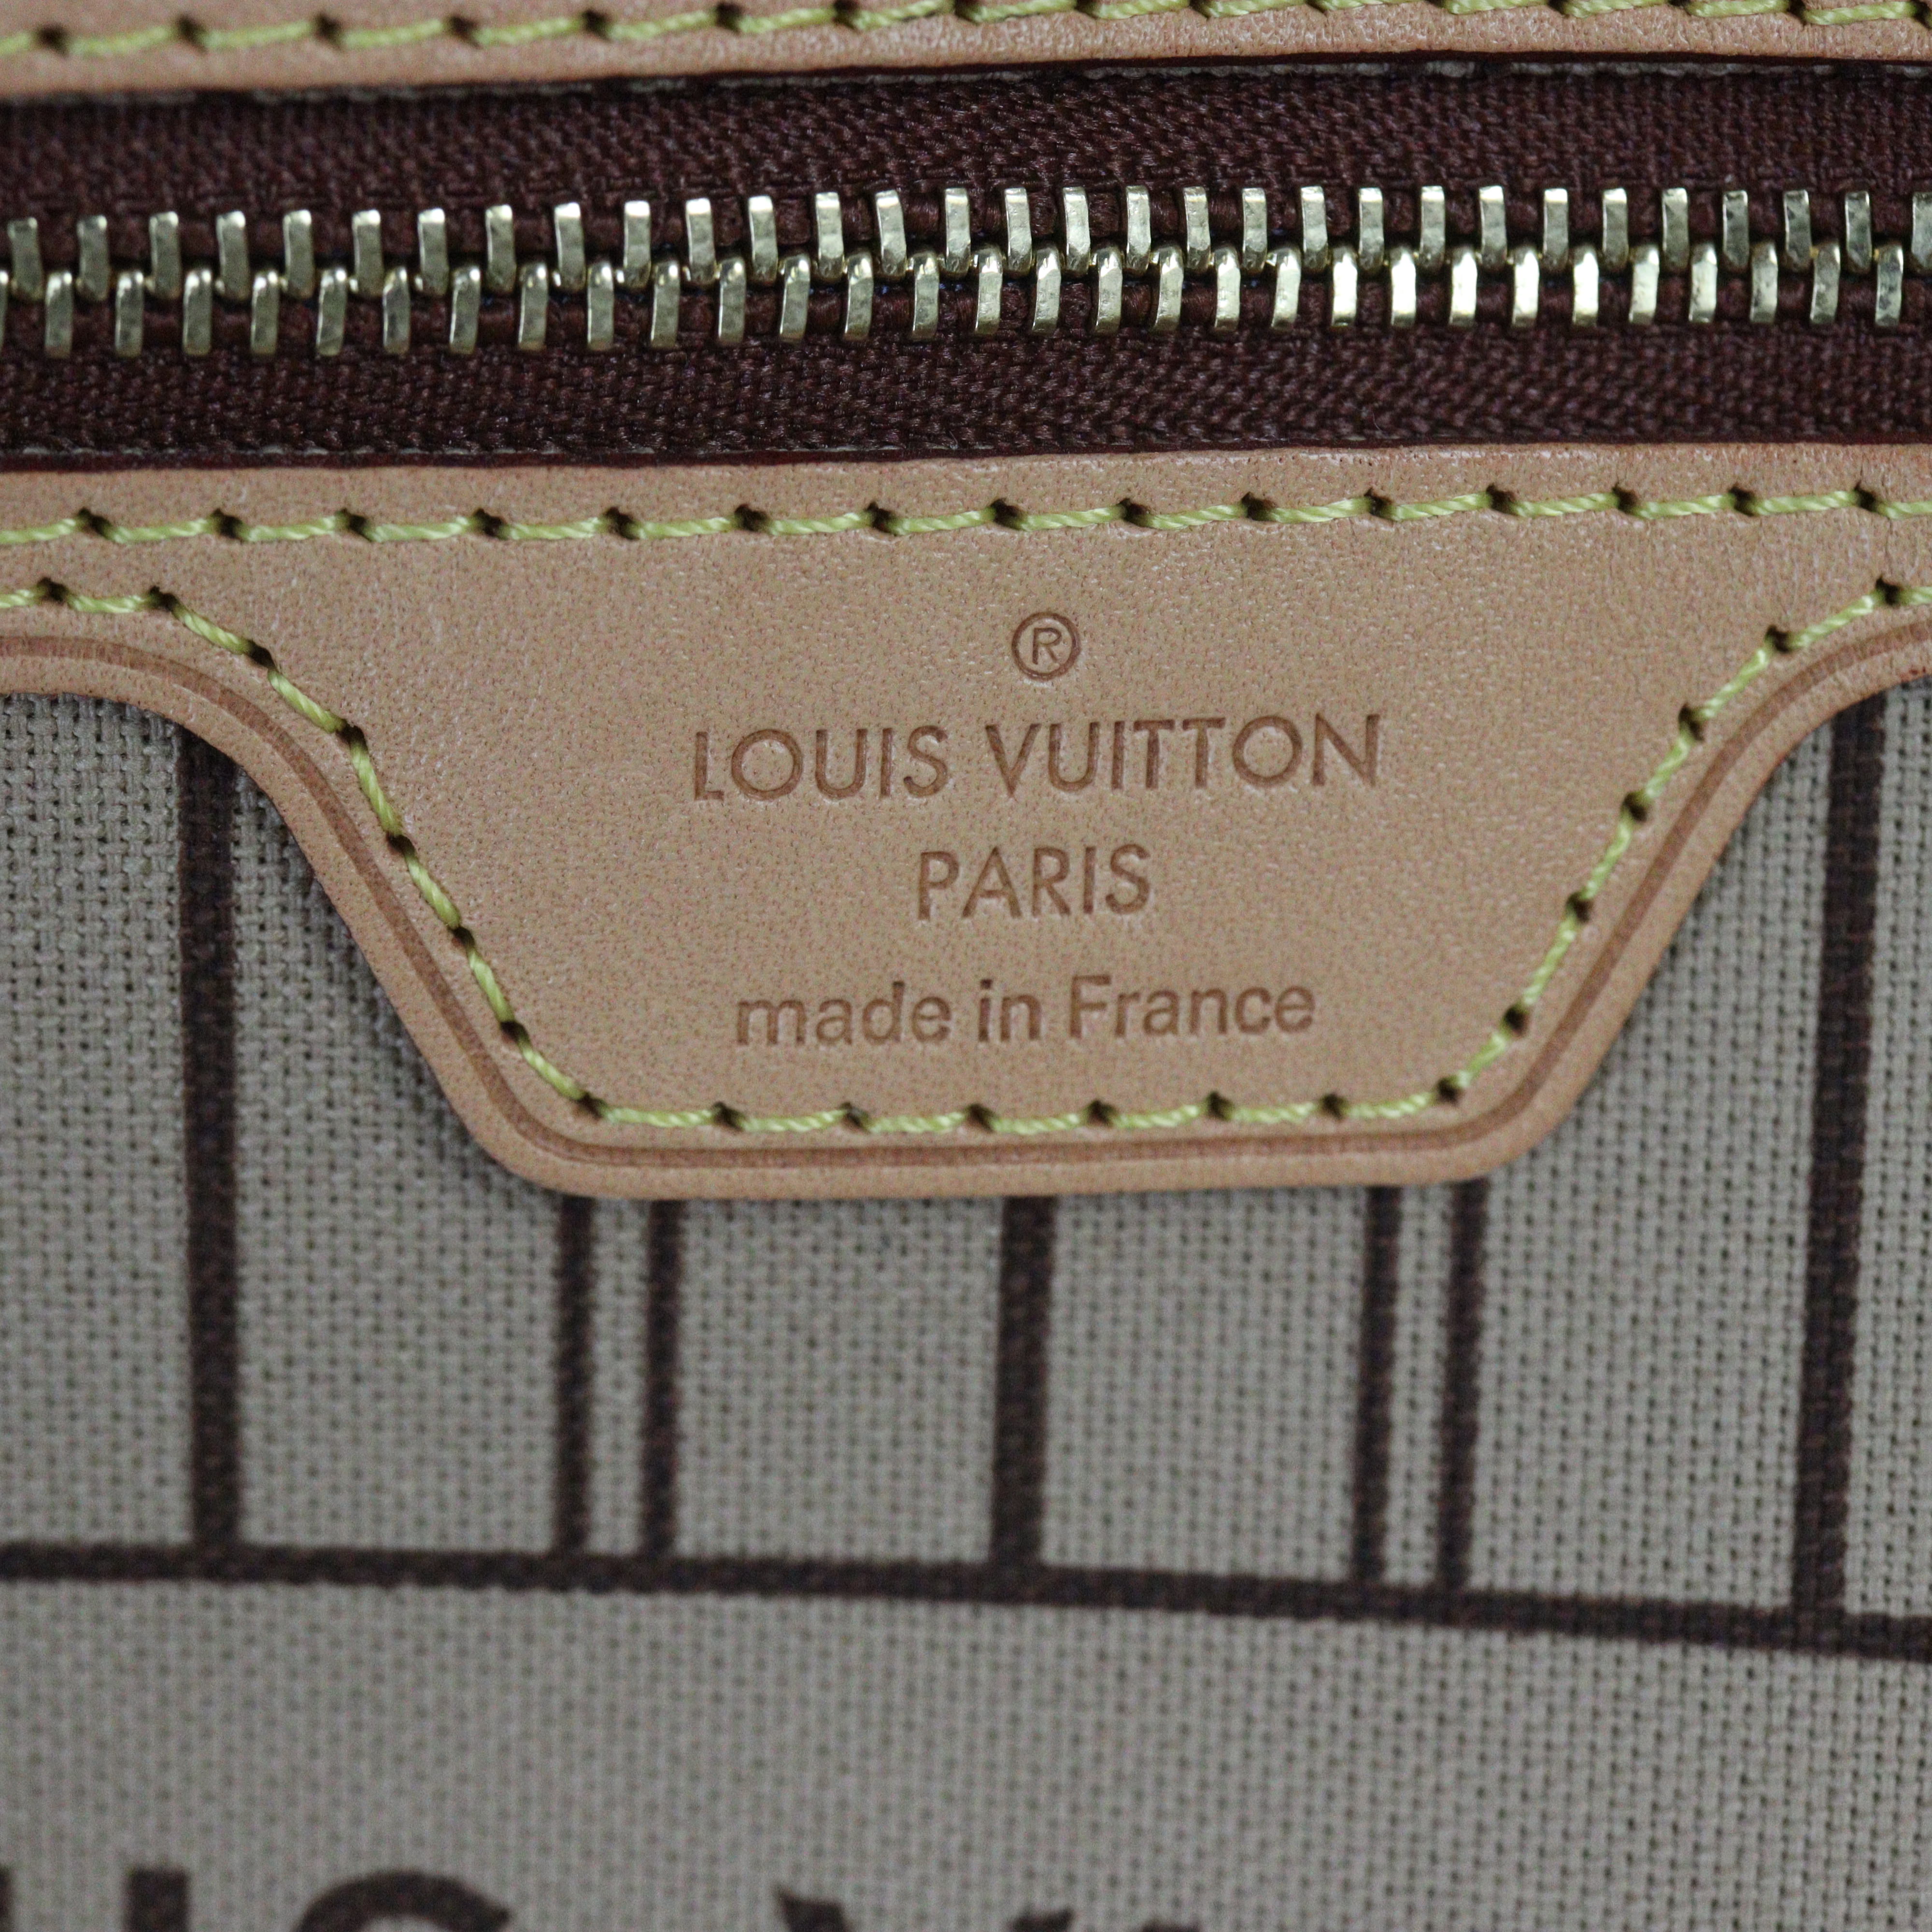 ®
LOUIS VUITTON
PARIS
made in France